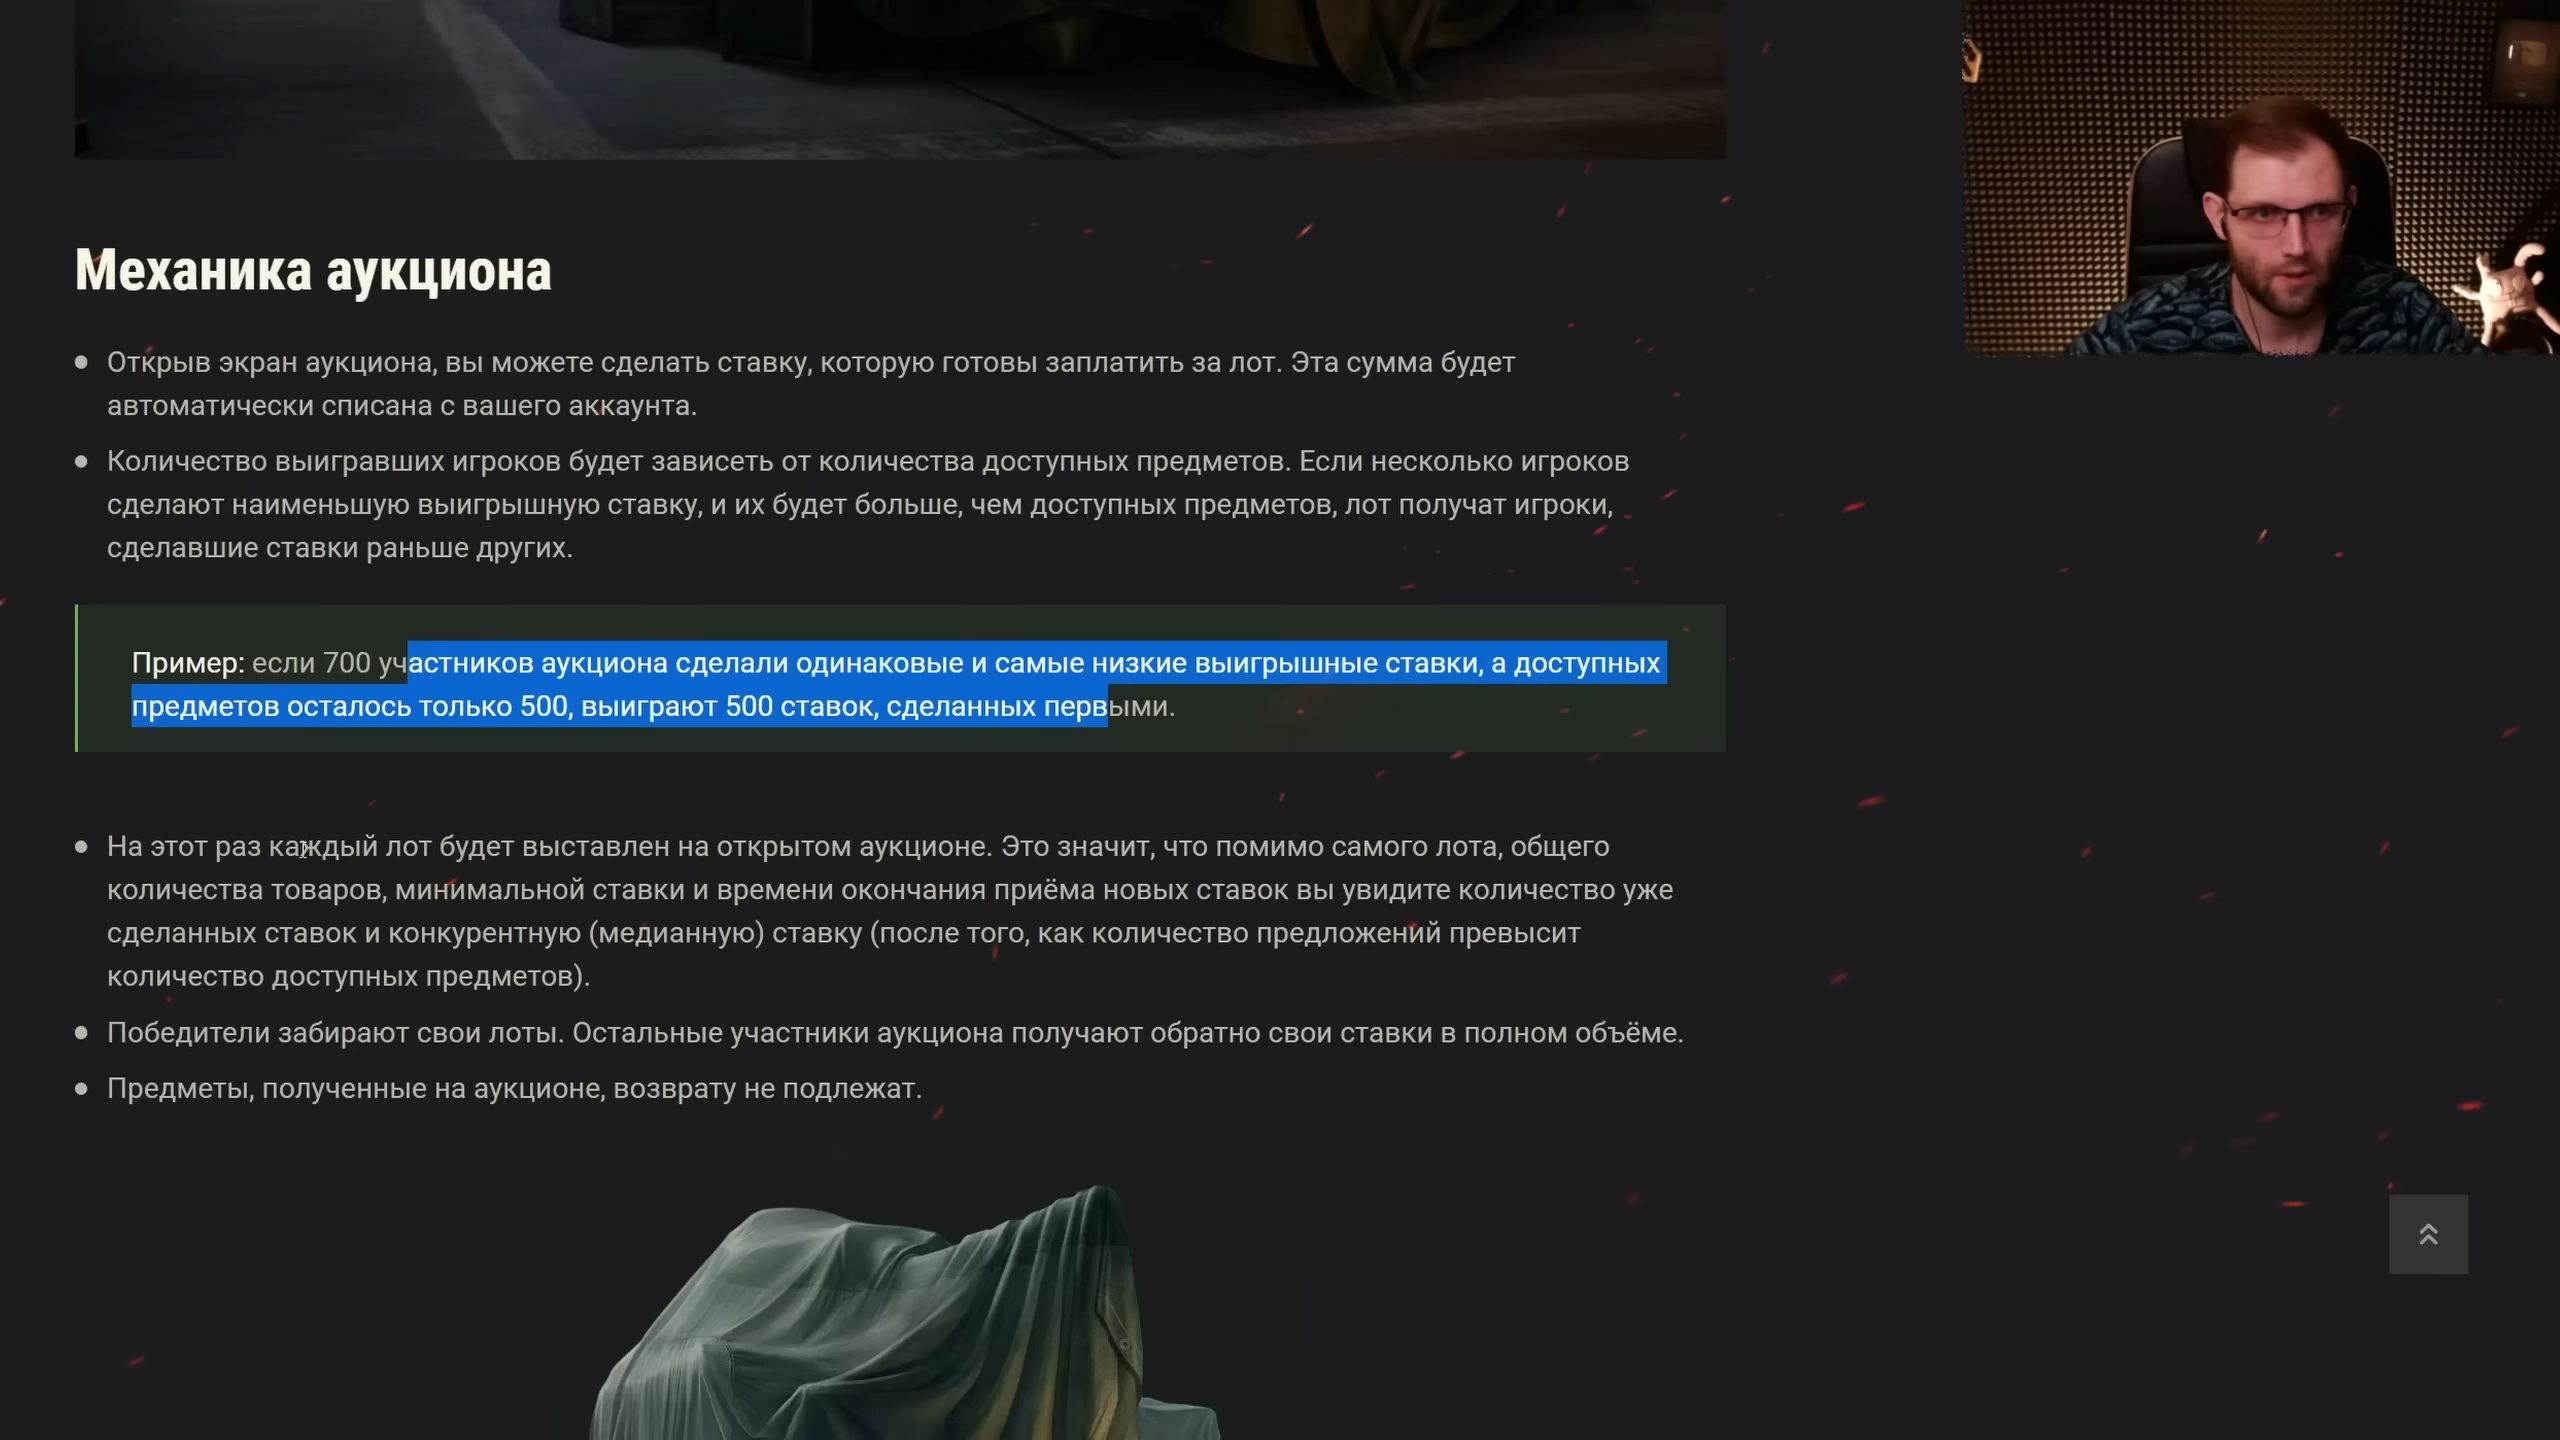 Механика аукциона
Открыв экран аукциона, вы можете сделать ставку, которую готовы заплатить за лот. Эта сумма будет
автоматически списана с вашего аккаунта.
Количество выигравших игроков будет зависеть от количества доступных предметов. Если несколько игроков
сделают наименьшую выигрышную ставку, и их будет больше, чем доступных предметов, лот получат игроки,
сделавшие ставки раньше других.
Пример: если 700 участников аукциона сделали одинаковые и самые низкие выигрышные ставки, а доступных
предметов осталось только 500, выиграют 500 ставок, сделанных первыми.
На этот раз каждый лот будет выставлен на открытом аукционе. Это значит, что помимо самого лота, общего
количества товаров, минимальной ставки и времени окончания приёма новых ставок вы увидите количество уже
сделанных ставок и конкурентную (медианную) ставку (после того, как количество предложений превысит
количество доступных предметов).
Победители забирают свои лоты. Остальные участники аукциона получают обратно свои ставки в полном объёме.
Предметы, полученные на аукционе, возврату не подлежат.